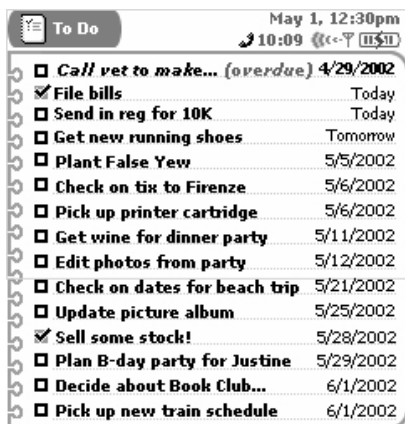 To Do
May 1, 12:30pm
10:09
Call vet to make... (overdue) 4/29/2002
File bills Today
Send in reg for 10K Today
Get new running shoes Tomorrow
Plant False Yew 5/5/2002
Check on tix to Firenze 5/6/2002
Pick up printer cartridge 5/6/2002
Get wine for dinner party 5/11/2002
Edit photos from party 5/12/2002
Check on dates for beach trip 5/21/2002
Update picture album 5/25/2002
Sell some stock! 5/28/2002
Plan B-day party for Justine 5/29/2002
Decide about Book Club... 6/1/2002
Pick up new train schedule 6/1/2002